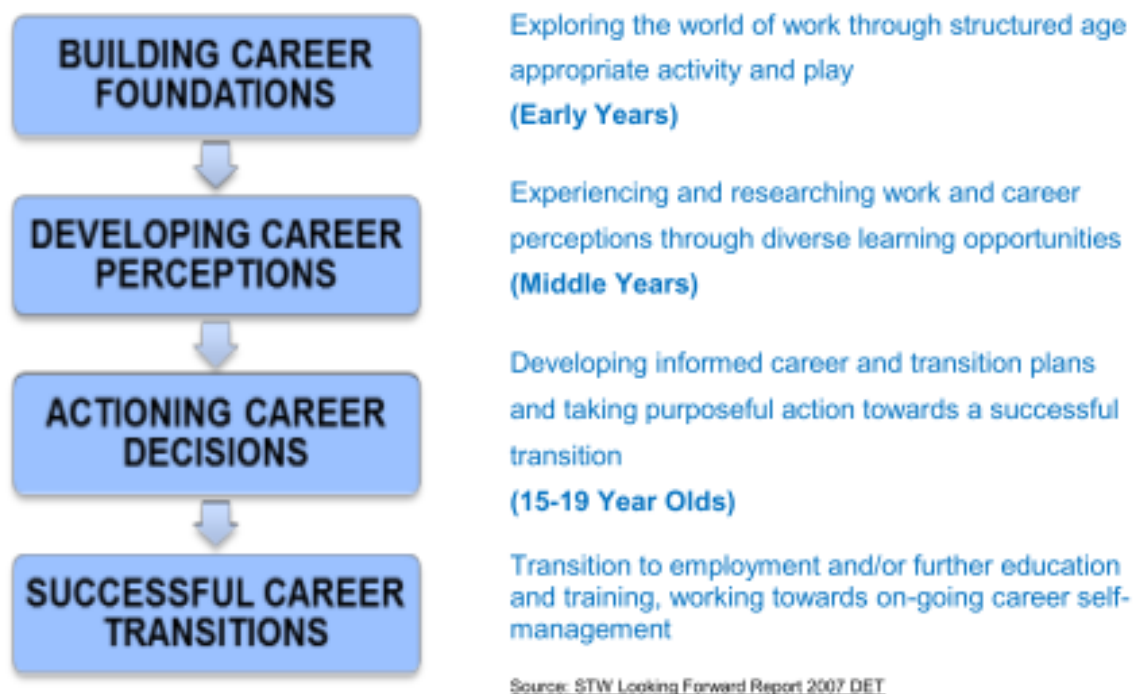 BUILDING CAREER
FOUNDATIONS
Exploring the world of work through structured age
appropriate activity and play
(Early Years)
DEVELOPING CAREER
PERCEPTIONS
Experiencing and researching work and career
perceptions through diverse learning opportunities
(Middle Years)
ACTIONING CAREER
DECISIONS
Developing informed career and transition plans
and taking purposeful action towards a successful
transition
(15-19 Year Olds)
SUCCESSFUL CAREER
TRANSITIONS
Transition to employment and/or further education
and training, working towards on-going career self-
management
Source: STW Looking Forward Report 2007 DET